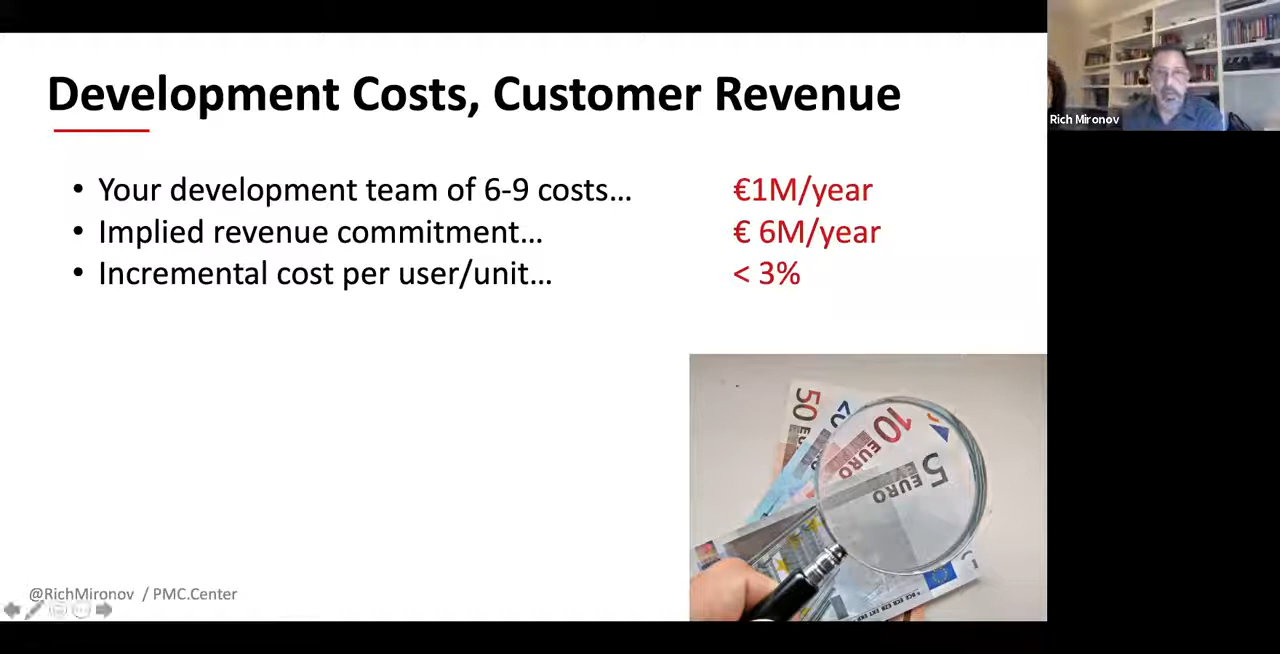 Development Costs, Customer Revenue
• Your development team of 6-9 costs… €1M/year
• Implied revenue commitment… € 6M/year
• Incremental cost per user/unit… < 3%
@RichMironov / PMC.Center
Rich Mironov
50
EURO
10
EURO
5
EURO